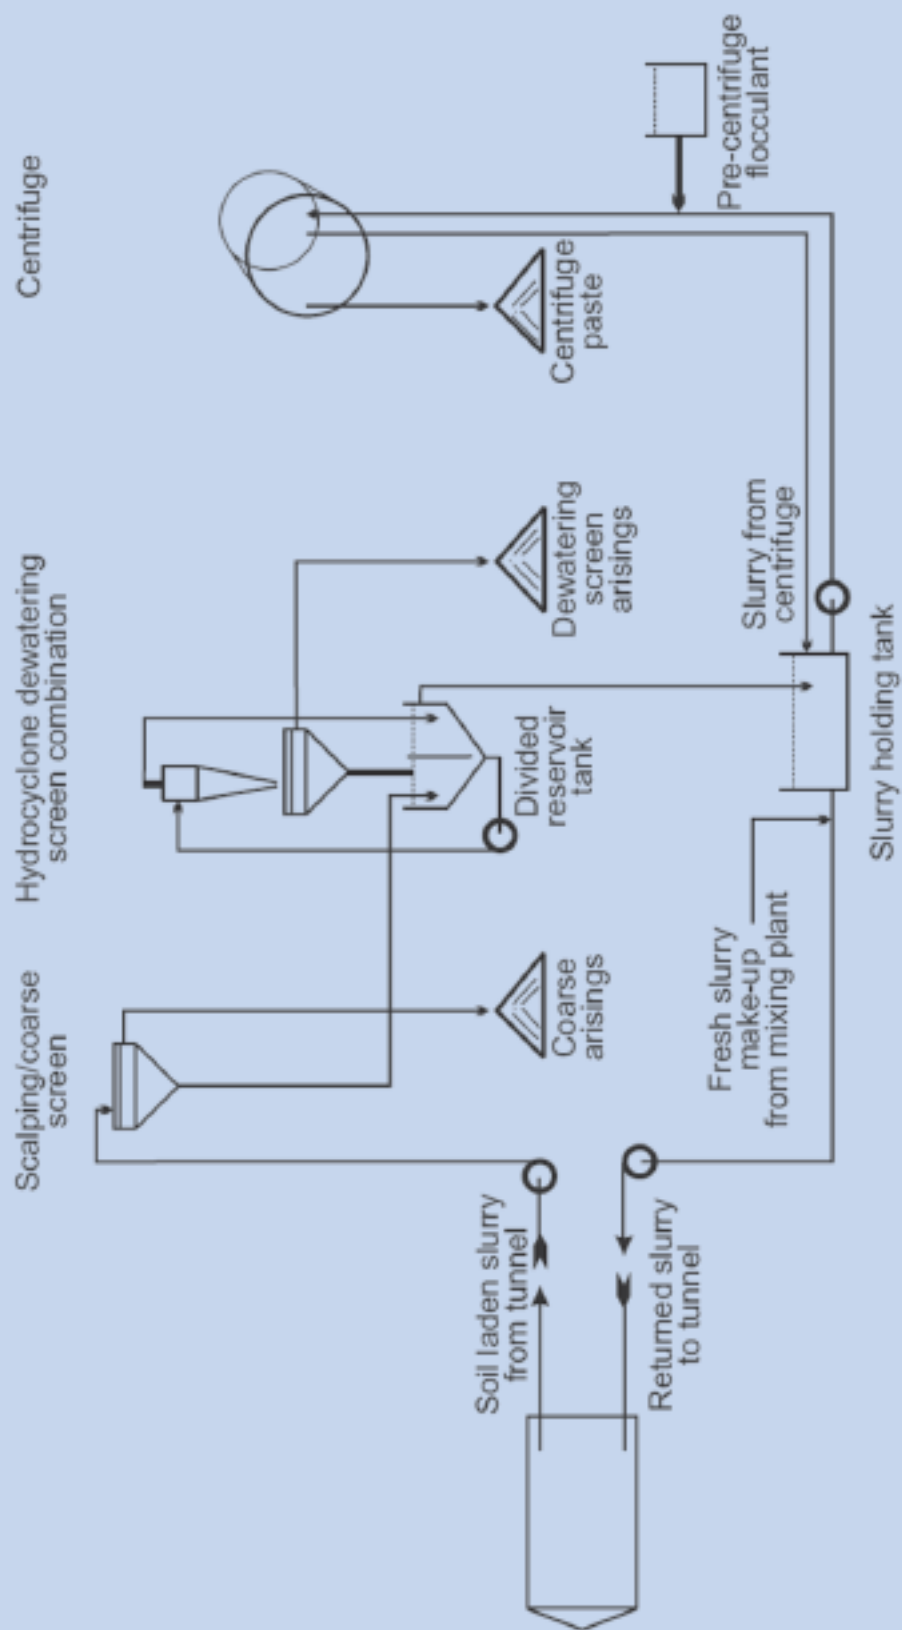 Scalping/coarse
screen
Hydrocyclone dewatering
screen combination
Centrifuge
Soil laden slurry
from tunnel
Coarse
arisings
Divided
reservoir
tank
Dewatering
screen
arisings
Centrifuge
paste
Returned slurry
to tunnel
Fresh slurry
make-up
from mixing plant
Slurry from
centrifuge
Pre-centrifuge
flocculant
Slurry holding tank